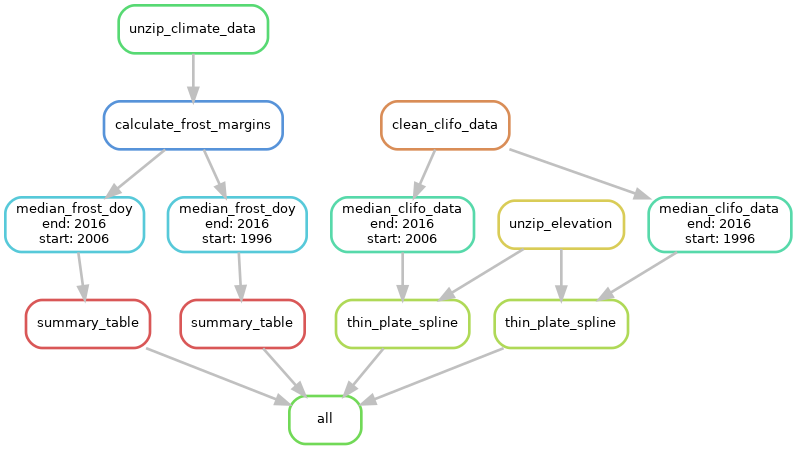 unzip_climate_data
calculate_frost_margins
clean_clifo_data
median_frost_doy
end: 2016
start: 2006
median_frost_doy
end: 2016
start: 1996
median_clifo_data
end: 2016
start: 2006
unzip_elevation
median_clifo_data
end: 2016
start: 1996
summary_table
summary_table
thin_plate_spline
thin_plate_spline
all